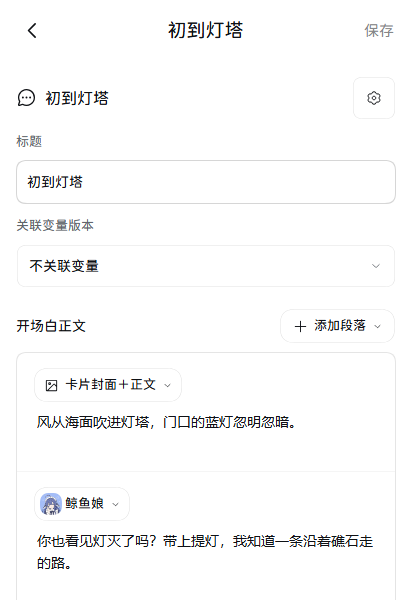 初到灯塔
保存
初到灯塔
标题
初到灯塔
关联变量版本
不关联变量
开场白正文
添加段落
卡片封面＋正文
风从海面吹进灯塔，门口的蓝灯忽明忽暗。
鲸鱼娘
你也看见灯灭了吗？带上提灯，我知道一条沿着礁石走
的路。